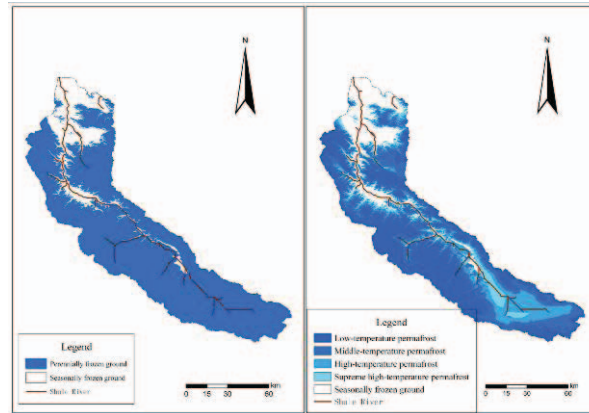 N
Legend
Perennially frozen ground
Seasonally frozen ground
Shule River
km
0 15 30 60
N
Legend
Low-temperature permafrost
Middle-temperature permafrost
High-temperature permafrost
Supreme high-temperature permafrost
Seasonally frozen ground
Shule River
km
0 15 30 60